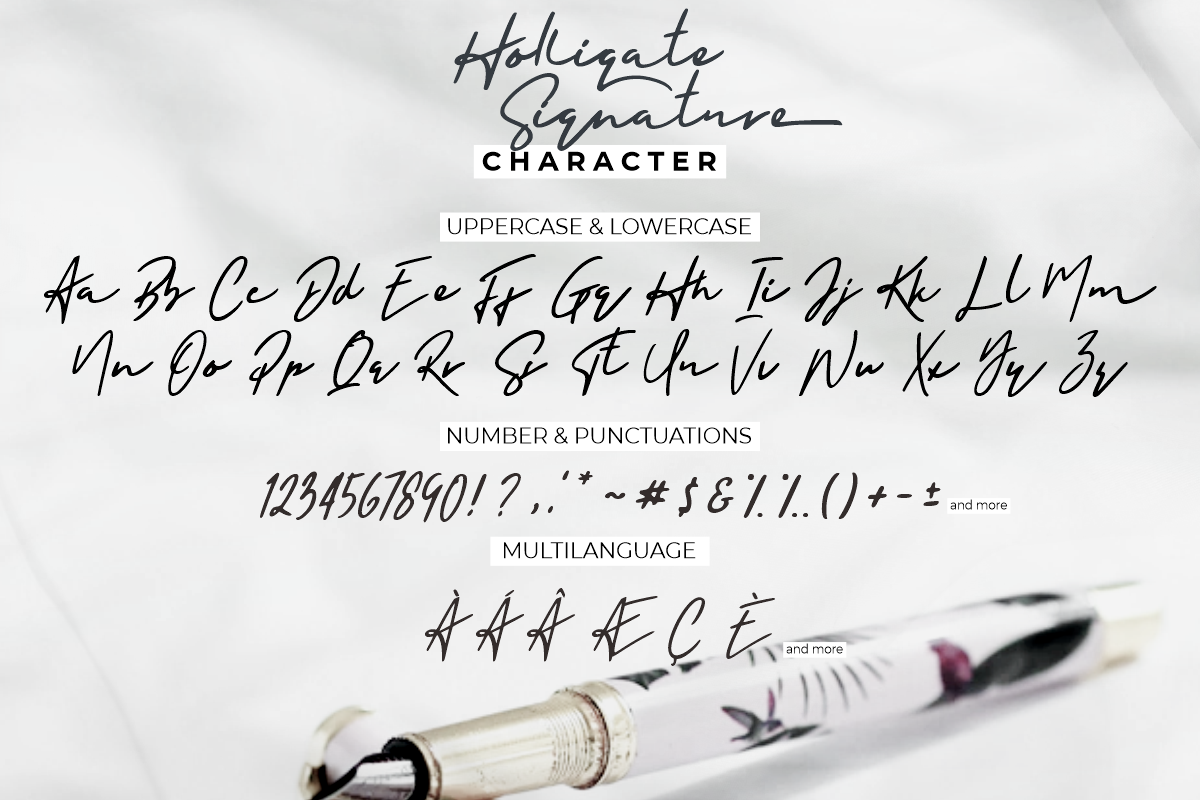 Holligate
Signature
CHARACTER
UPPERCASE & LOWERCASE
Aa Bb Cc Dd Ee Ff Gg Hh Ii Jj Kk Ll Mm
Nn Oo Pp Qq Rr Ss Tt Uu Vv Ww Xx Yy Zz
NUMBER & PUNCTUATIONS
1234567890! ? , . ' * ~ # $ & % %. ( ) + - ± and more
MULTILANGUAGE
À Á Â Æ Ç È and more